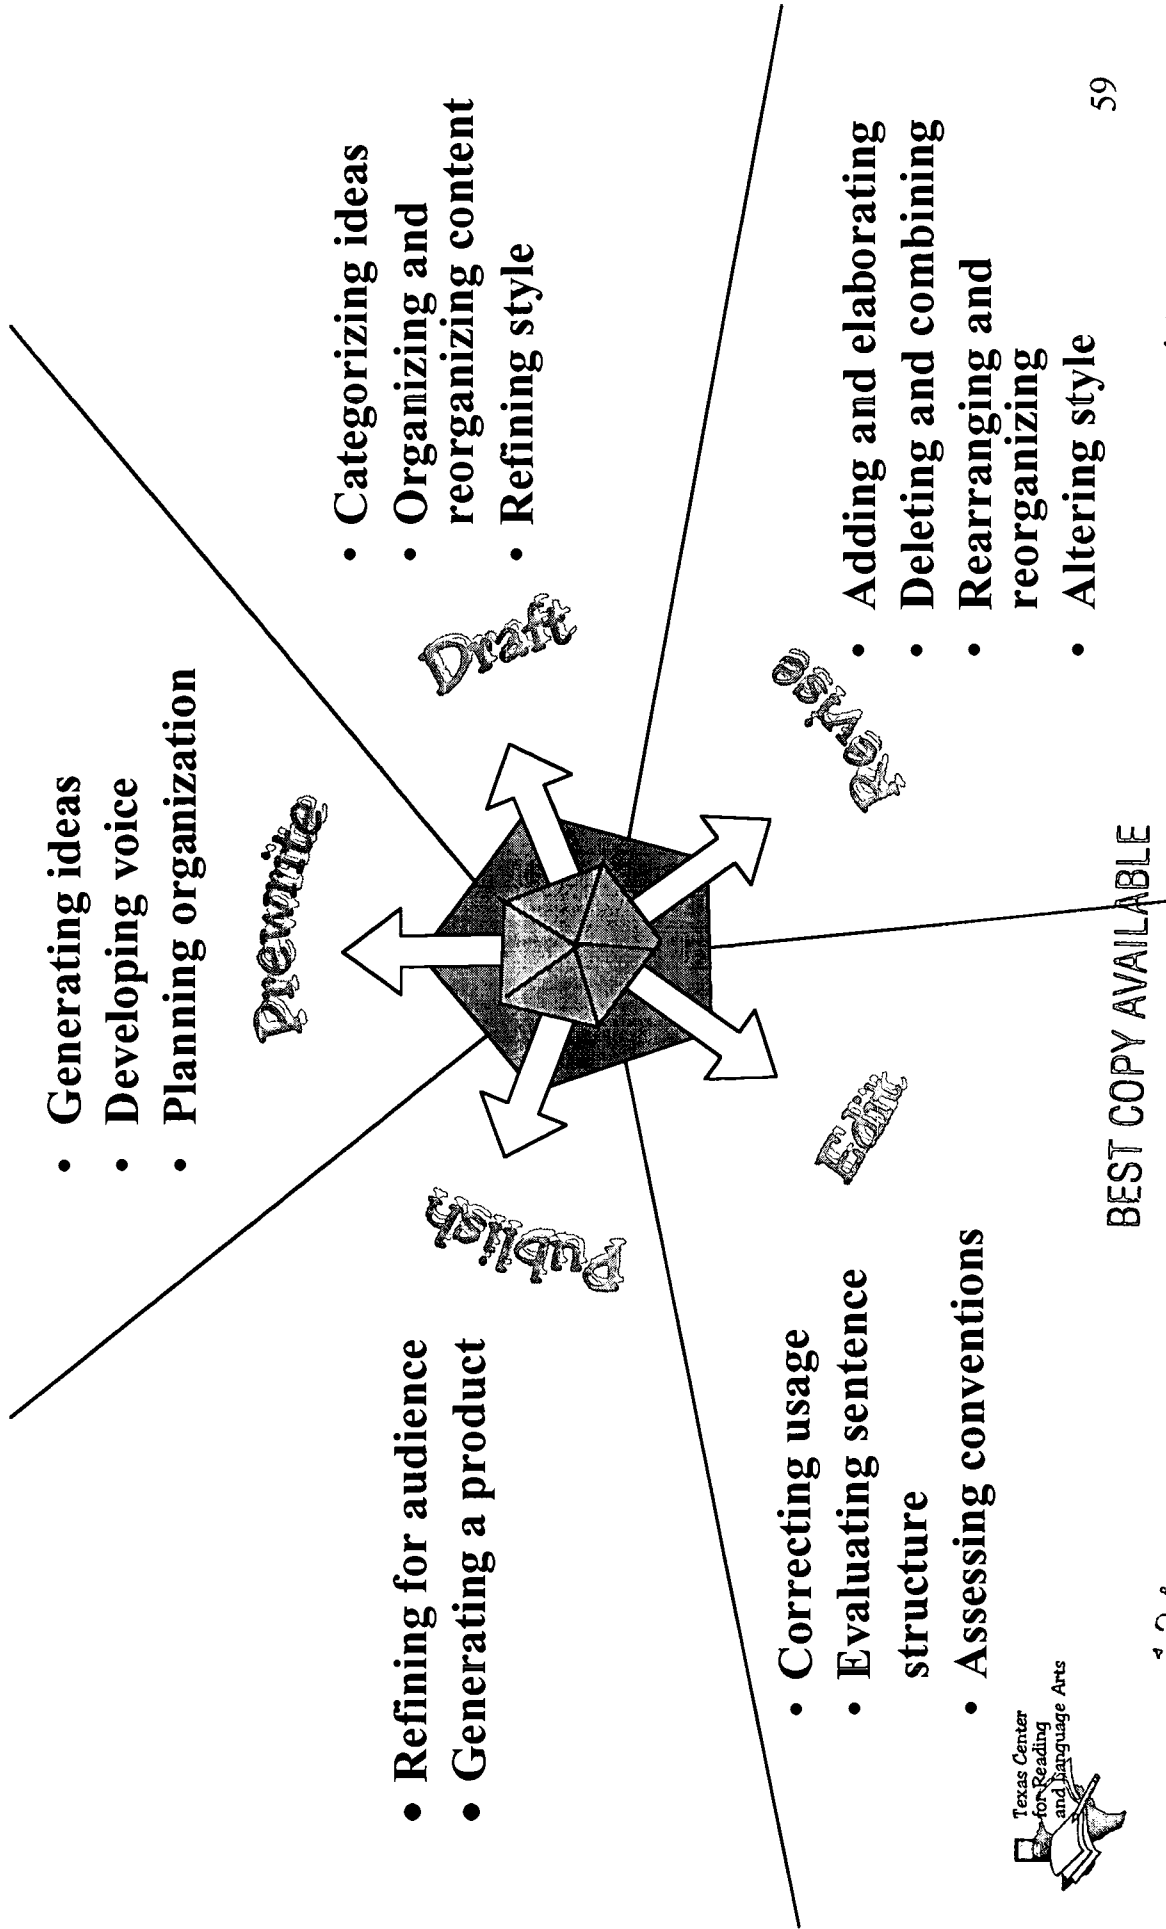 • Generating ideas
• Developing voice
• Planning organization
Prewrite
• Categorizing ideas
• Organizing and
reorganizing content
• Refining style
Draft
• Adding and elaborating
• Deleting and combining
• Rearranging and
reorganizing
• Altering style
Revise
• Correcting usage
• Evaluating sentence
structure
• Assessing conventions
Edit
• Refining for audience
• Generating a product
Publish
Texas Center
for Reading
and Language Arts
BEST COPY AVAILABLE
59